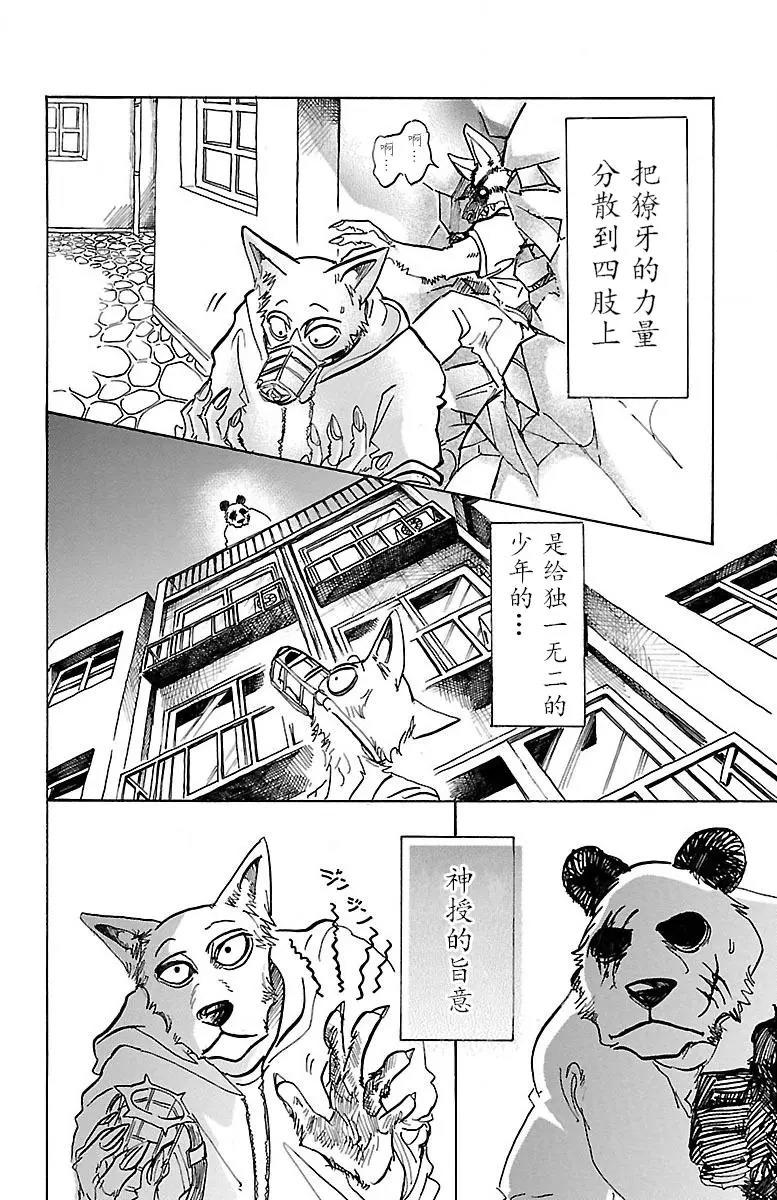 把獠牙的力量
分散到四肢上
啊…
啊…
是给独一无二的
少年的…
神授的旨意